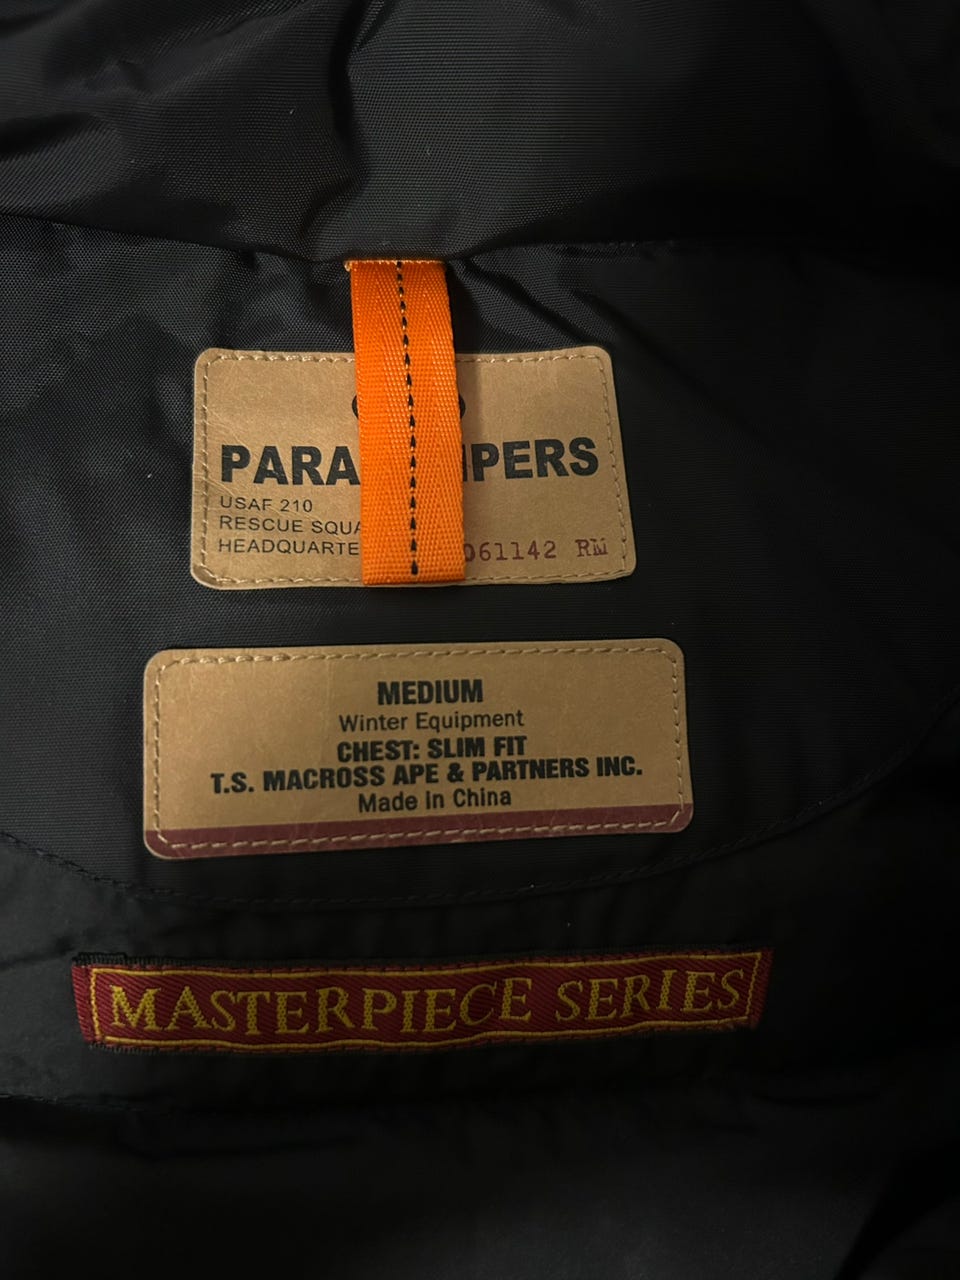 PARA MPERS
USAF 210
RESCUE SQUA
HEADQUARTE 061142 RM
MEDIUM
Winter Equipment
CHEST: SLIM FIT
T.S. MACROSS APE & PARTNERS INC.
Made in China
MASTERPIECE SERIES